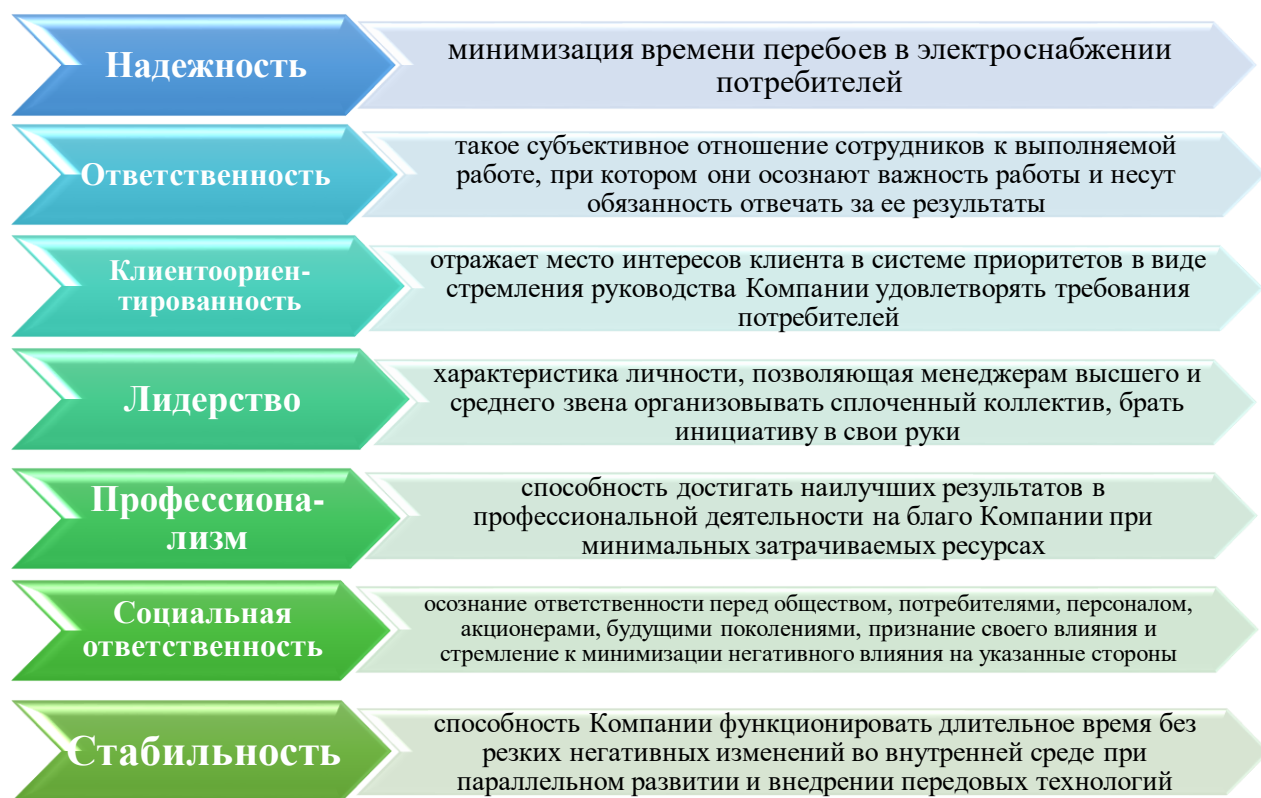 Надежность
минимизация времени перебоев в электроснабжении
потребителей
Ответственность
такое субъективное отношение сотрудников к выполняемой
работе, при котором они осознают важность работы и несут
обязанность отвечать за ее результаты
Клиентоориен-
тированность
отражает место интересов клиента в системе приоритетов в виде
стремления руководства Компании удовлетворять требования
потребителей
Лидерство
характеристика личности, позволяющая менеджерам высшего и
среднего звена организовывать сплоченный коллектив, брать
инициативу в свои руки
Профессиона-
лизм
способность достигать наилучших результатов в
профессиональной деятельности на благо Компании при
минимальных затрачиваемых ресурсах
Социальная
ответственность
осознание ответственности перед обществом, потребителями, персоналом,
акционерами, будущими поколениями, признание своего влияния и
стремление к минимизации негативного влияния на указанные стороны
Стабильность
способность Компании функционировать длительное время без
резких негативных изменений во внутренней среде при
параллельном развитии и внедрении передовых технологий